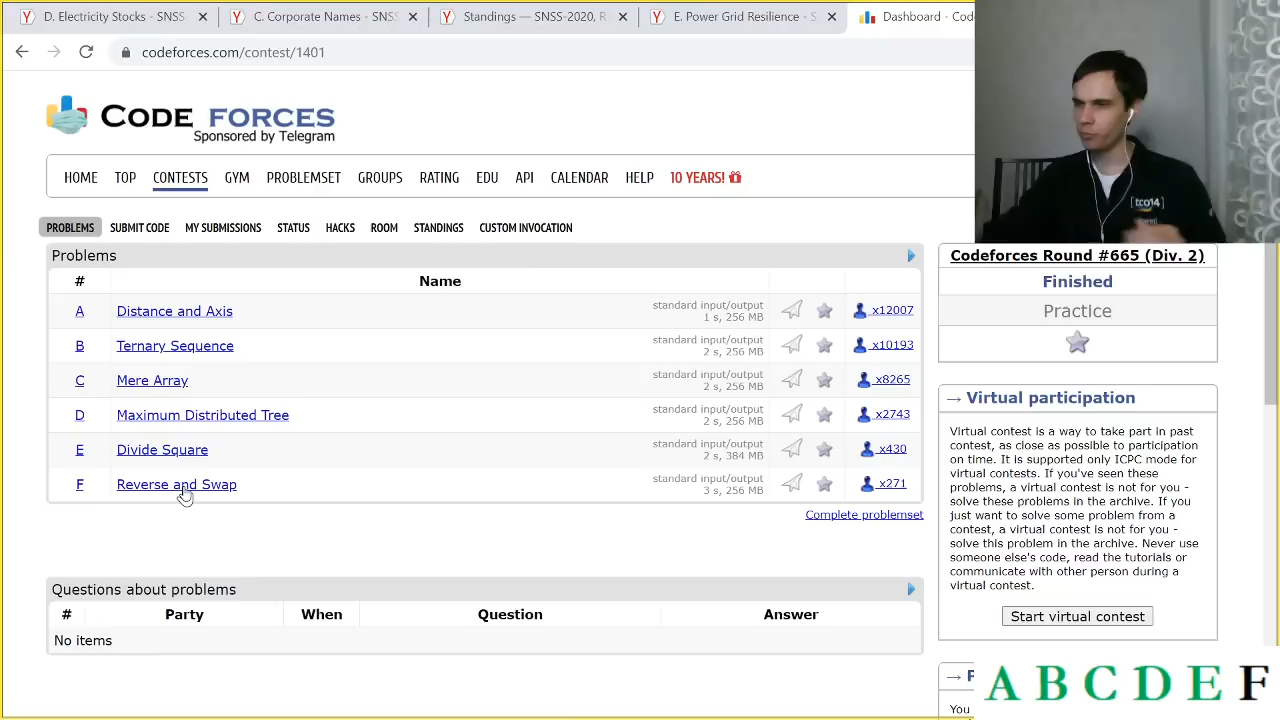 D. Electricity Stocks - SNSS
C. Corporate Names - SNSS
Standings — SNSS-2020, R
E. Power Grid Resilience - S
Dashboard - Co
codeforces.com/contest/1401
CODE FORCES
Sponsored by Telegram
HOME TOP CONTESTS GYM PROBLEMSET GROUPS RATING EDU API CALENDAR HELP 10 YEARS!
[tco14]
PROBLEMS SUBMIT CODE MY SUBMISSIONS STATUS HACKS ROOM STANDINGS CUSTOM INVOCATION
Problems
# Name
A Distance and Axis standard input/output 1 s, 256 MB x12007
B Ternary Sequence standard input/output 2 s, 256 MB x10193
C Mere Array standard input/output 2 s, 256 MB x8265
D Maximum Distributed Tree standard input/output 2 s, 256 MB x2743
E Divide Square standard input/output 2 s, 384 MB x430
F Reverse and Swap standard input/output 3 s, 256 MB x271
Complete problemset
Questions about problems
# Party When Question Answer
No items
Codeforces Round #665 (Div. 2)
Finished
Practice
→ Virtual participation
Virtual contest is a way to take part in past
contest, as close as possible to participation
on time. It is supported only ICPC mode for
virtual contests. If you've seen these
problems, a virtual contest is not for you -
solve these problems in the archive. If you
just want to solve some problem from a
contest, a virtual contest is not for you -
solve this problem in the archive. Never use
someone else's code, read the tutorials or
communicate with other person during a
virtual contest.
Start virtual contest
→
You
A B C D E F